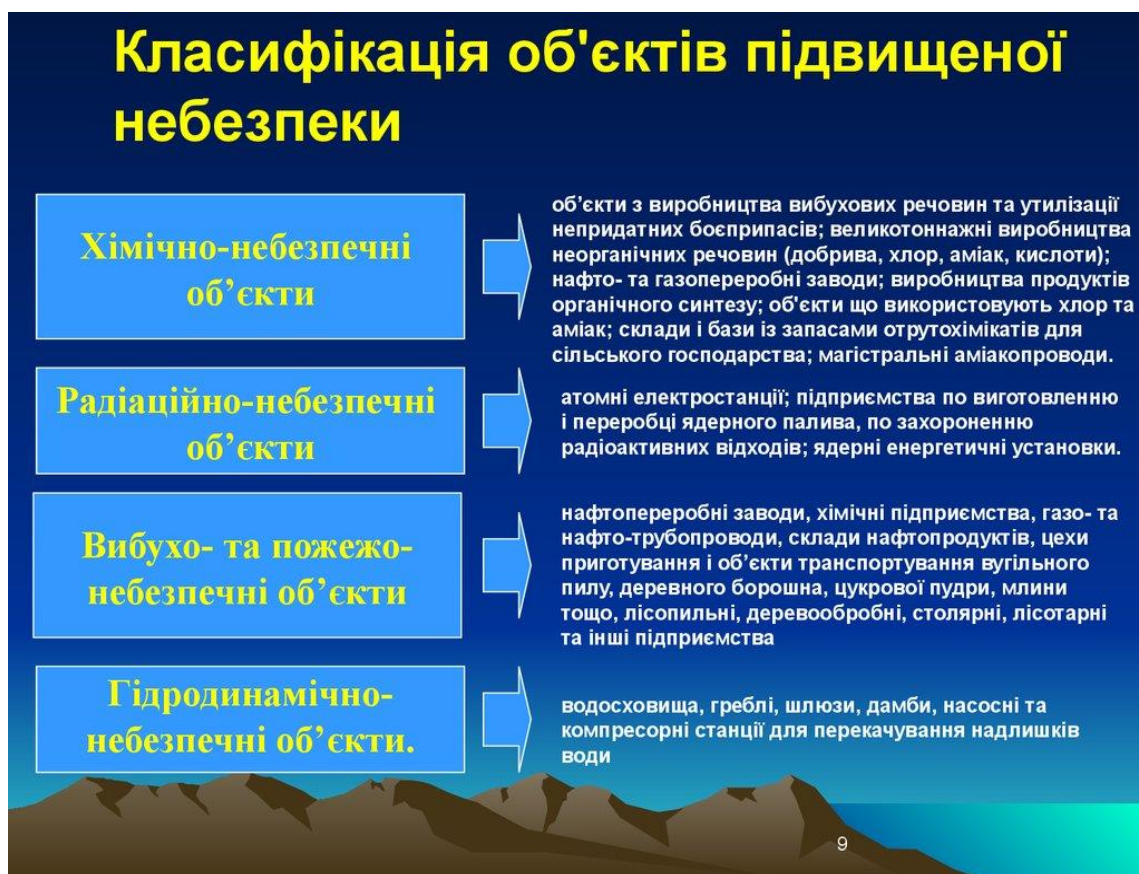 Класифікація об'єктів підвищеної
небезпеки
Хімічно-небезпечні
об’єкти
об’єкти з виробництва вибухових речовин та утилізації
непридатних боєприпасів; великотоннажні виробництва
неорганічних речовин (добрива, хлор, аміак, кислоти);
нафто- та газопереробні заводи; виробництва продуктів
органічного синтезу; об'єкти що використовують хлор та
аміак; склади і бази із запасами отрутохімікатів для
сільського господарства; магістральні аміакопроводи.
Радіаційно-небезпечні
об’єкти
атомні електростанції; підприємства по виготовленню
і переробці ядерного палива, по захороненню
радіоактивних відходів; ядерні енергетичні установки.
Вибухо- та пожежо-
небезпечні об’єкти
нафтопереробні заводи, хімічні підприємства, газо- та
нафто-трубопроводи, склади нафтопродуктів, цехи
приготування і об’єкти транспортування вугільного
пилу, деревного борошна, цукрової пудри, млини
тощо, лісопильні, деревообробні, столярні, лісотарні
та інші підприємства
Гідродинамічно-
небезпечні об’єкти.
водосховища, греблі, шлюзи, дамби, насосні та
компресорні станції для перекачування надлишків
води
9